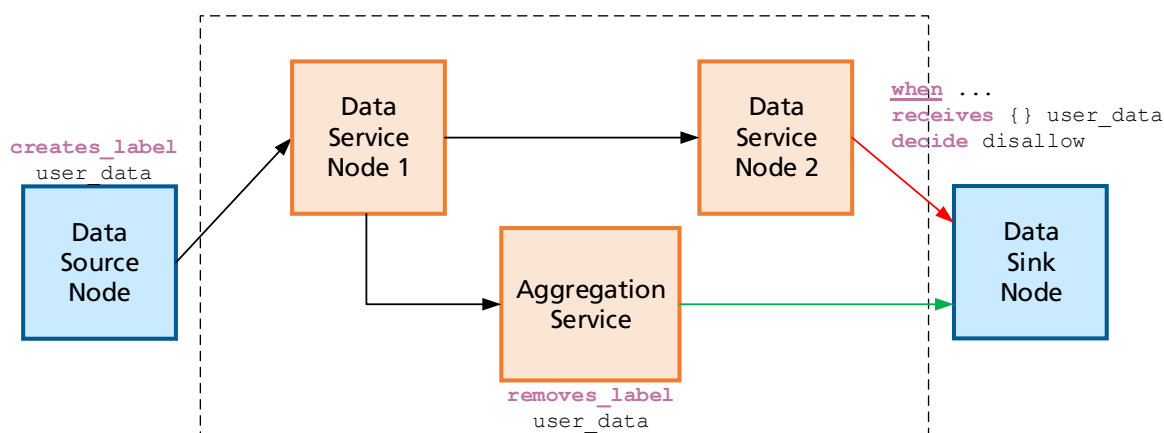 creates_label
user_data
Data
Source
Node
Data
Service
Node 1
Data
Service
Node 2
when ...
receives {} user_data
decide disallow
Aggregation
Service
removes_label
user_data
Data
Sink
Node